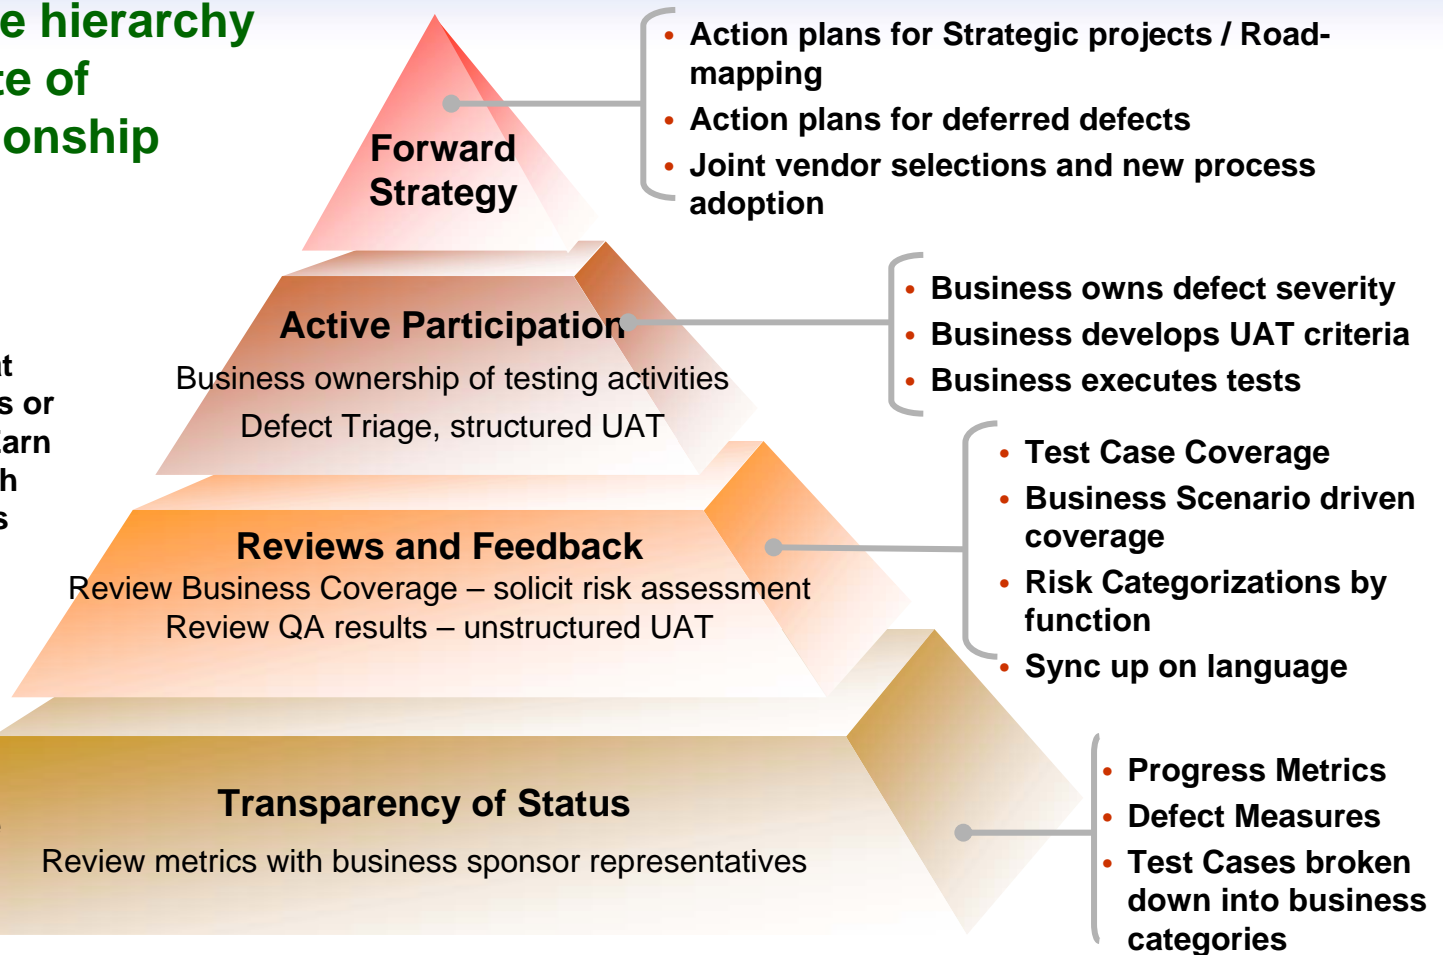 e hierarchy
te of
onship
Forward
Strategy
• Action plans for Strategic projects / Road-
mapping
• Action plans for deferred defects
• Joint vendor selections and new process
adoption
Active Participation
Business ownership of testing activities
Defect Triage, structured UAT
• Business owns defect severity
• Business develops UAT criteria
• Business executes tests
s or
Reviews and Feedback
Review Business Coverage – solicit risk assessment
Review QA results – unstructured UAT
• Test Case Coverage
• Business Scenario driven
coverage
• Risk Categorizations by
function
• Sync up on language
Transparency of Status
Review metrics with business sponsor representatives
• Progress Metrics
• Defect Measures
• Test Cases broken
down into business
categories